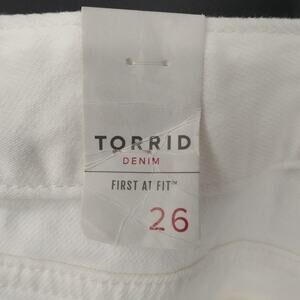 TORRID
DENIM
FIRST AT FIT™
26